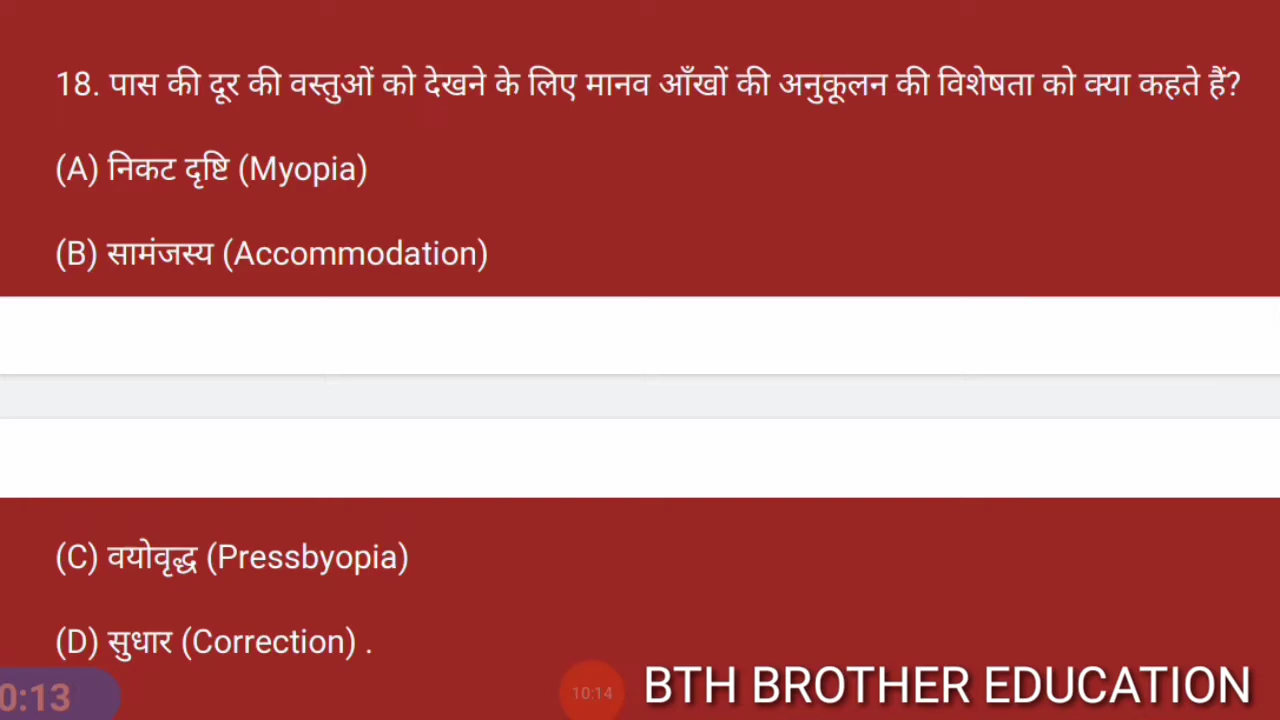 18. पास की दूर की वस्तुओं को देखने के लिए मानव आँखों की अनुकूलन की विशेषता को क्या कहते हैं?
(A) निकट दृष्टि (Myopia)
(B) सामंजस्य (Accommodation)
(C) वयोवृद्ध (Pressbyopia)
(D) सुधार (Correction) .
0:13
10:14
BTH BROTHER EDUCATION